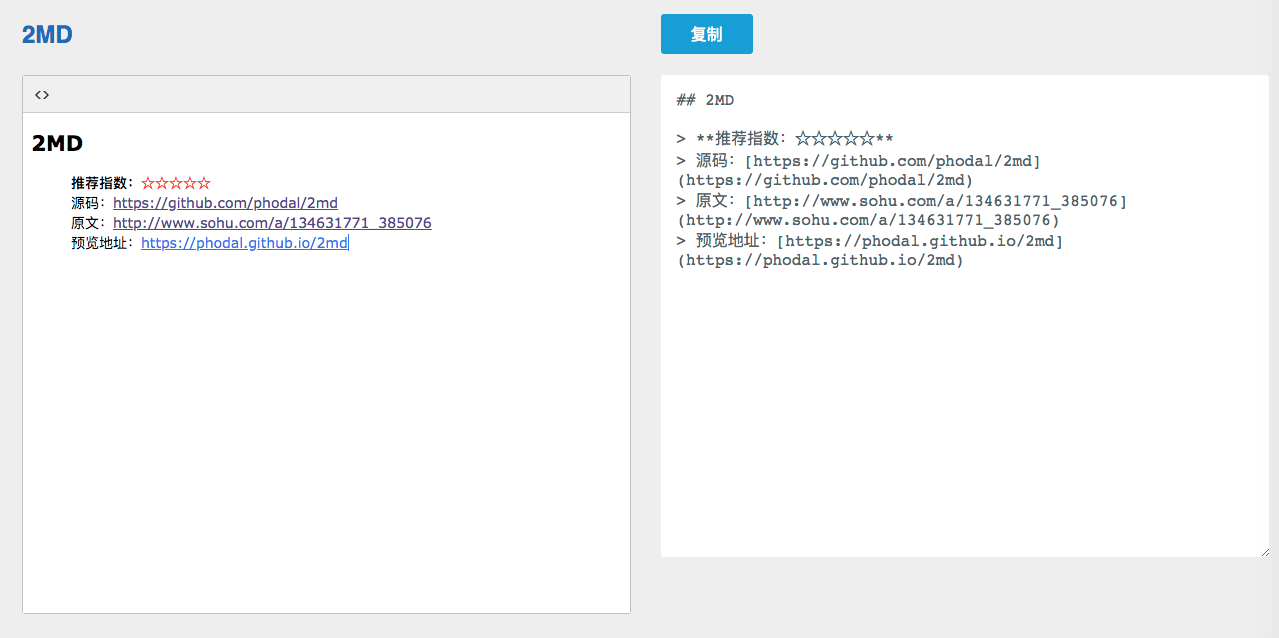 2MD
复制
<>
2MD
推荐指数：☆☆☆☆☆
源码：https://github.com/phodal/2md
原文：http://www.sohu.com/a/134631771_385076
预览地址：https://phodal.github.io/2md
## 2MD
> **推荐指数：☆☆☆☆☆**
> 源码：[https://github.com/phodal/2md]
(https://github.com/phodal/2md)
> 原文：[http://www.sohu.com/a/134631771_385076]
(http://www.sohu.com/a/134631771_385076)
> 预览地址：[https://phodal.github.io/2md]
(https://phodal.github.io/2md)